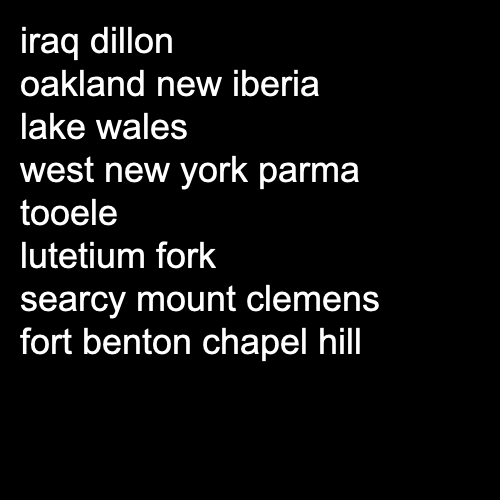 iraq dillon
oakland new iberia
lake wales
west new york parma
tooele
lutetium fork
searcy mount clemens
fort benton chapel hill